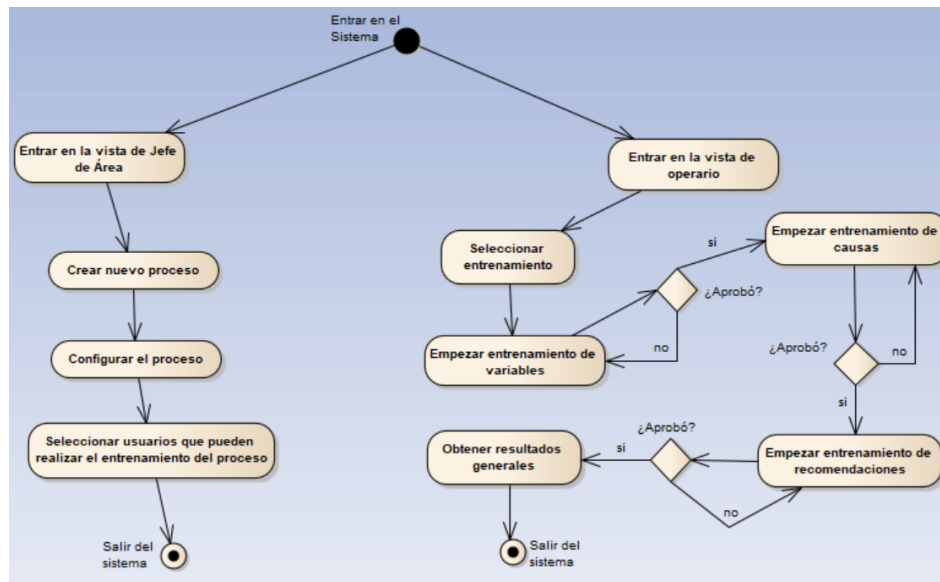 Entrar en el
Sistema
Entrar en la vista de Jefe
de Área
Crear nuevo proceso
Configurar el proceso
Seleccionar usuarios que pueden
realizar el entrenamiento del proceso
Salir del
sistema
Entrar en la vista de
operario
Seleccionar
entrenamiento
Empezar entrenamiento de
variables
¿Aprobó?
no
si
Empezar entrenamiento de
causas
¿Aprobó?
no
si
Empezar entrenamiento de
recomendaciones
¿Aprobó?
no
si
Obtener resultados
generales
Salir del
sistema